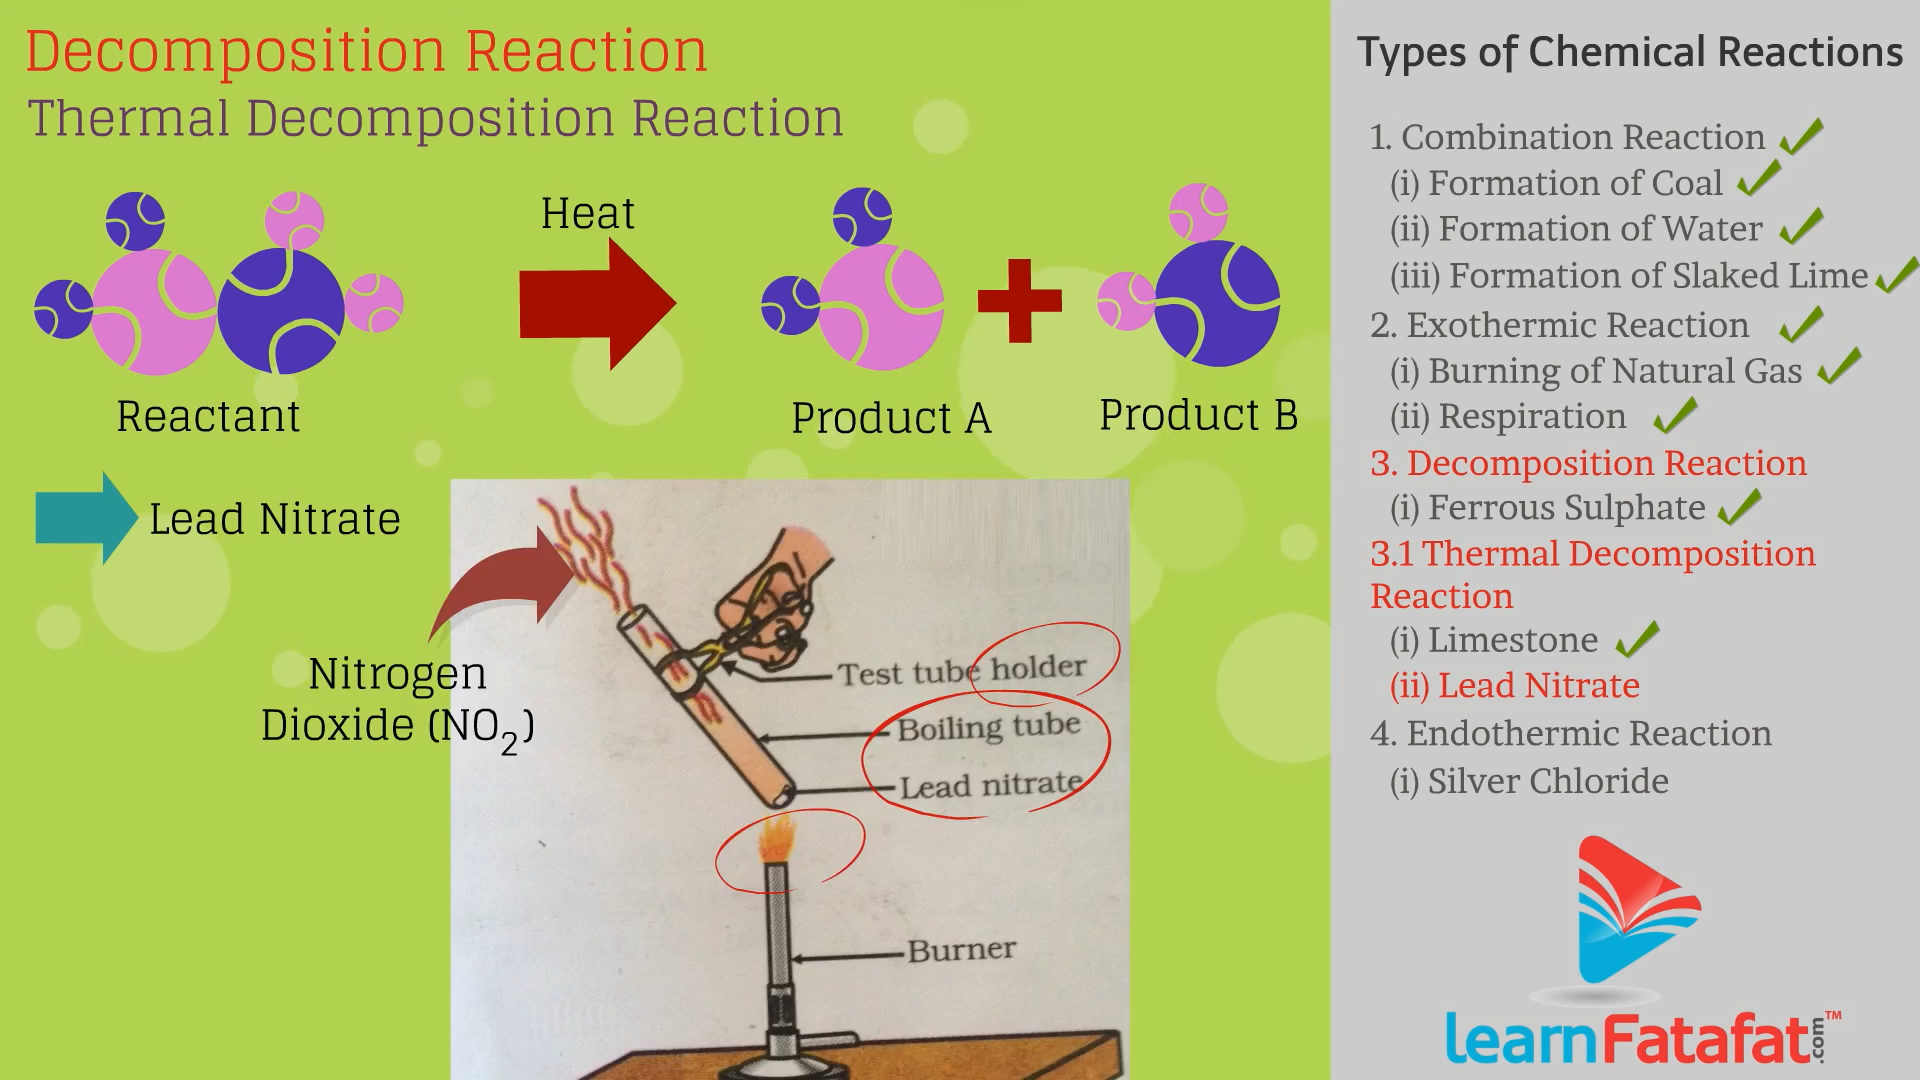 Decomposition Reaction
Thermal Decomposition Reaction
Heat
Reactant
Product A
Product B
Lead Nitrate
Nitrogen
Dioxide (NO₂)
Test tube holder
Boiling tube
Lead nitrate
Burner
Types of Chemical Reactions
1. Combination Reaction
(i) Formation of Coal
(ii) Formation of Water
(iii) Formation of Slaked Lime
2. Exothermic Reaction
(i) Burning of Natural Gas
(ii) Respiration
3. Decomposition Reaction
(i) Ferrous Sulphate
3.1 Thermal Decomposition
Reaction
(i) Limestone
(ii) Lead Nitrate
4. Endothermic Reaction
(i) Silver Chloride
learnFatafat.com™